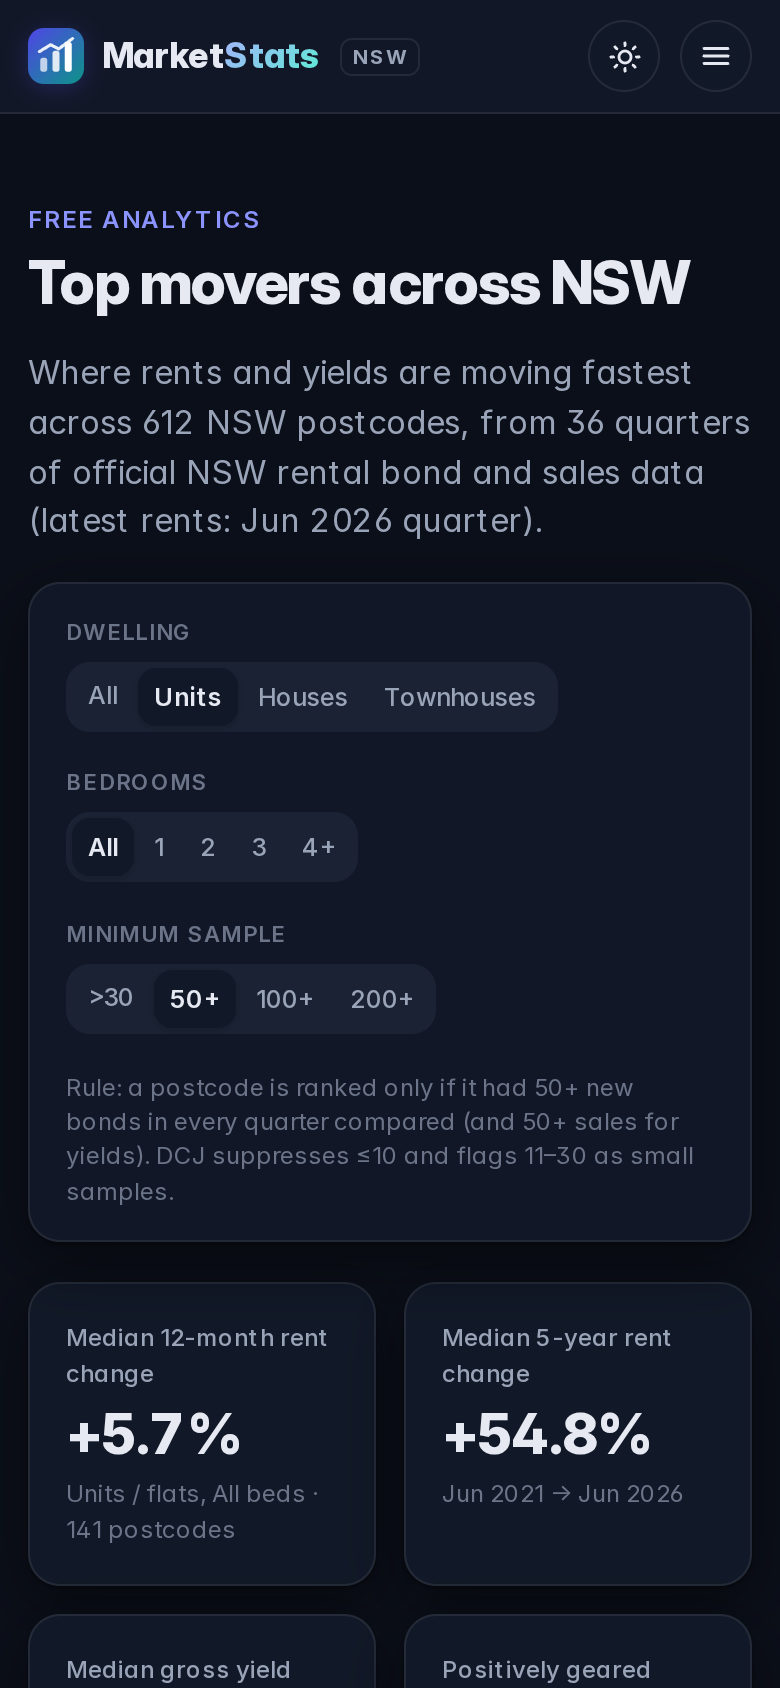 MarketStats NSW
FREE ANALYTICS
Top movers across NSW
Where rents and yields are moving fastest
across 612 NSW postcodes, from 36 quarters
of official NSW rental bond and sales data
(latest rents: Jun 2026 quarter).
DWELLING
All Units Houses Townhouses
BEDROOMS
All 1 2 3 4+
MINIMUM SAMPLE
>30 50+ 100+ 200+
Rule: a postcode is ranked only if it had 50+ new
bonds in every quarter compared (and 50+ sales for
yields). DCJ suppresses ≤10 and flags 11–30 as small
samples.
Median 12-month rent
change
+5.7%
Units / flats, All beds ·
141 postcodes
Median 5-year rent
change
+54.8%
Jun 2021 → Jun 2026
Median gross yield
Positively geared